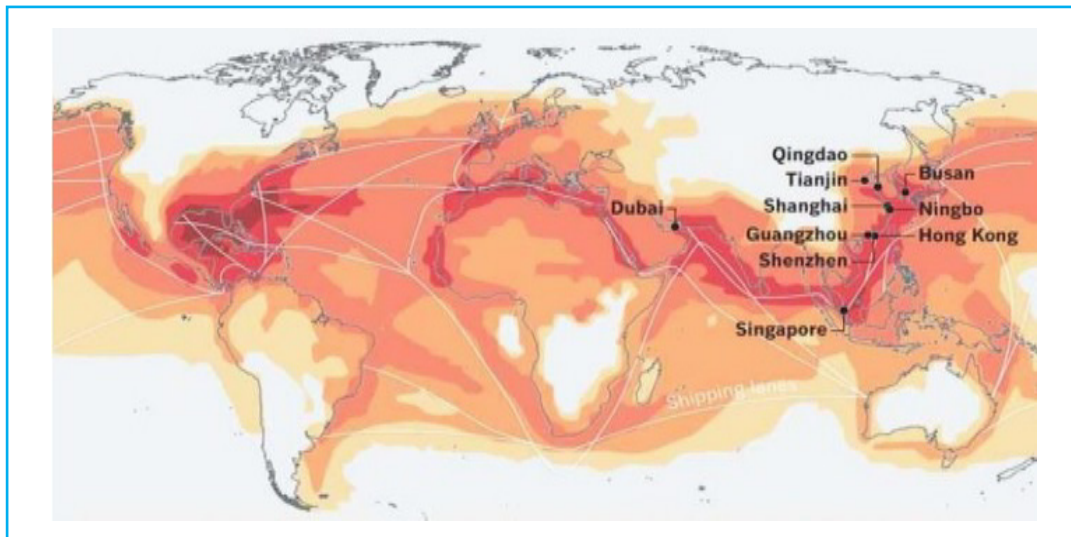 Qingdao
Tianjin
Busan
Shanghai
Ningbo
Dubai
Guangzhou
Hong Kong
Shenzhen
Singapore
Shipping lanes